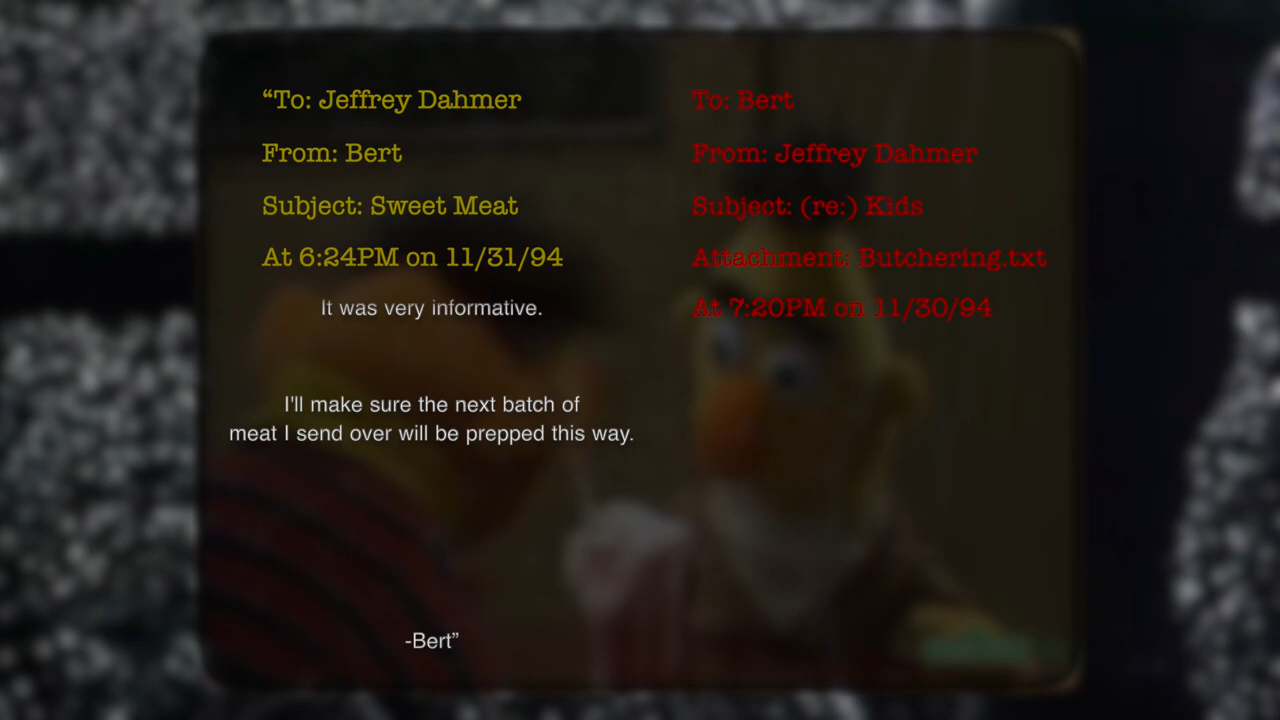 “To: Jeffrey Dahmer
From: Bert
Subject: Sweet Meat
At 6:24PM on 11/31/94
It was very informative.
I'll make sure the next batch of
meat I send over will be prepped this way.
-Bert”
To: Bert
From: Jeffrey Dahmer
Subject: (re:) Kids
Attachment: Butchering.txt
At 7:20PM on 11/30/94